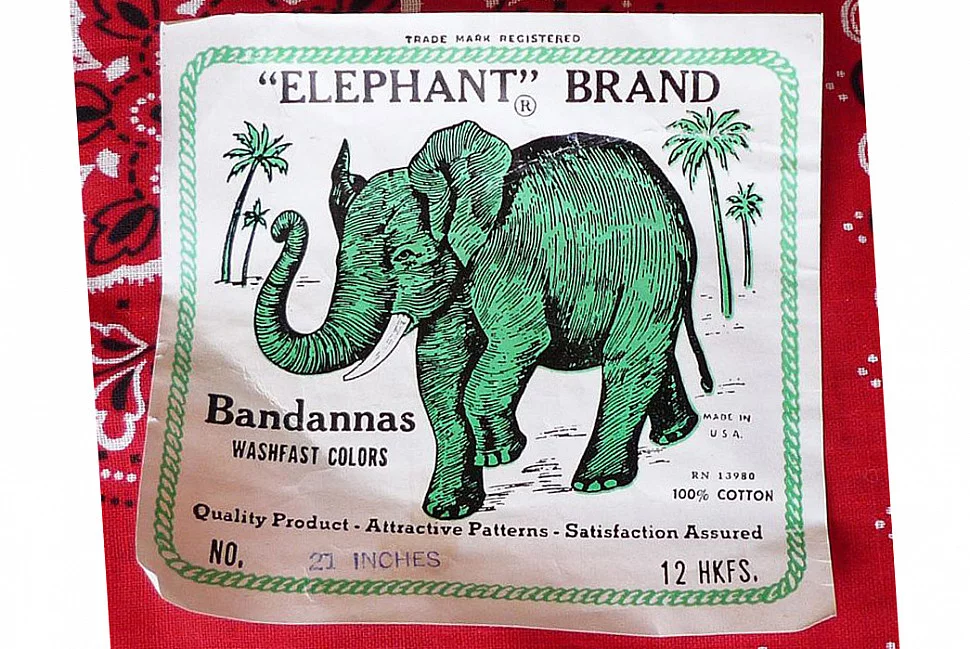 TRADE MARK REGISTERED
“ELEPHANT” ® BRAND
Bandannas
WASHFAST COLORS
MADE IN
U.S.A.
RN 13980
100% COTTON
Quality Product - Attractive Patterns - Satisfaction Assured
NO. 21 INCHES
12 HKFS.